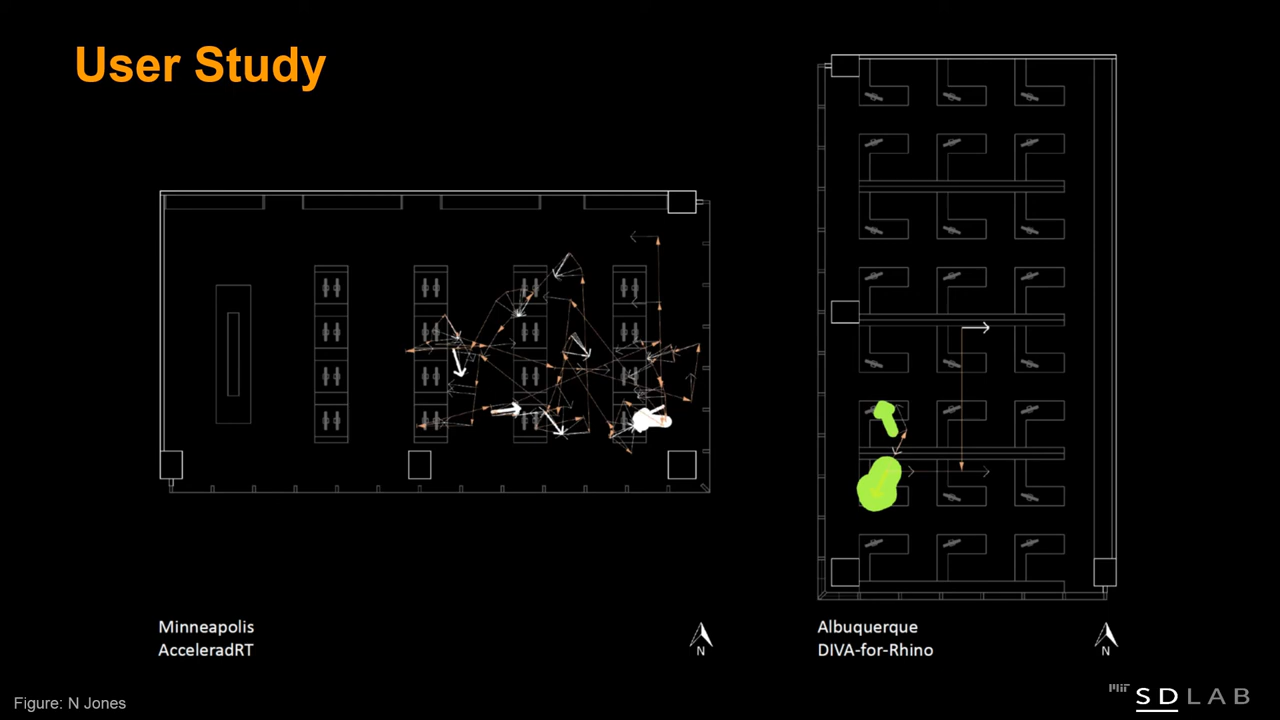 User Study
Minneapolis
AcceleradRT
N
Albuquerque
DIVA-for-Rhino
N
Figure: N Jones
MIT SDLAB